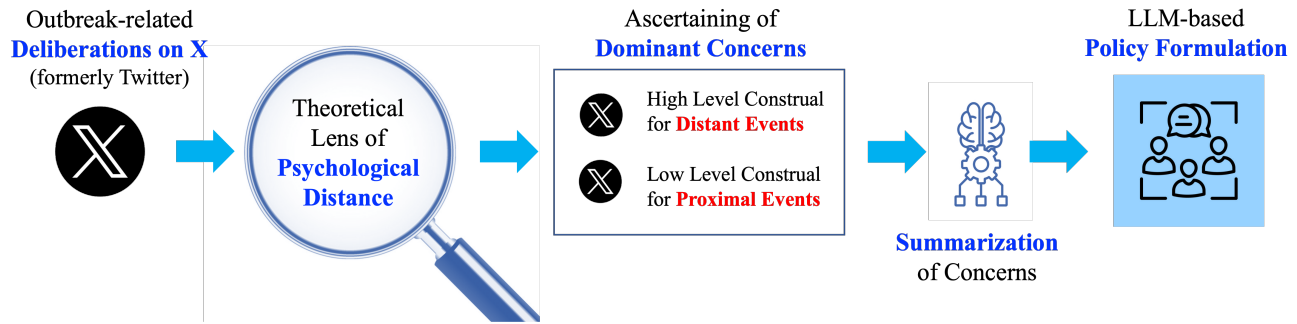 Outbreak-related
Deliberations on X
(formerly Twitter)
Theoretical
Lens of
Psychological
Distance
Ascertaining of
Dominant Concerns
High Level Construal
for Distant Events
Low Level Construal
for Proximal Events
Summarization
of Concerns
LLM-based
Policy Formulation